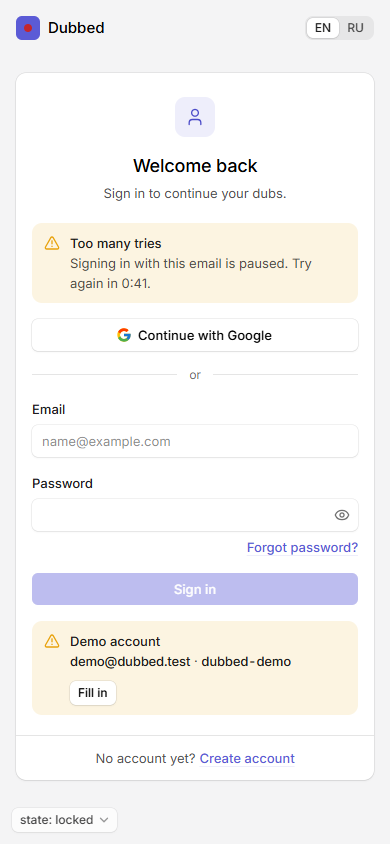 Dubbed
EN RU
Welcome back
Sign in to continue your dubs.
Too many tries
Signing in with this email is paused. Try
again in 0:41.
Continue with Google
or
Email
name@example.com
Password
Forgot password?
Sign in
Demo account
demo@dubbed.test · dubbed-demo
Fill in
No account yet? Create account
state: locked